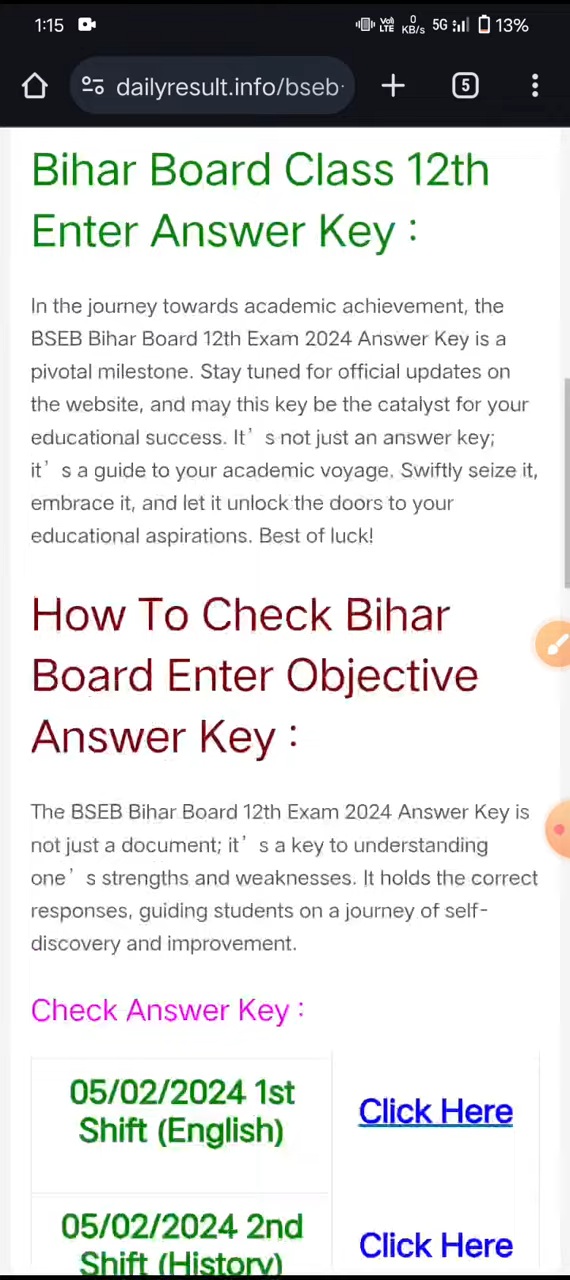 1:15
Voll LTE
0 KB/s
5G
13%
dailyresult.info/bseb
5
Bihar Board Class 12th
Enter Answer Key :
In the journey towards academic achievement, the
BSEB Bihar Board 12th Exam 2024 Answer Key is a
pivotal milestone. Stay tuned for official updates on
the website, and may this key be the catalyst for your
educational success. It’s not just an answer key;
it’s a guide to your academic voyage. Swiftly seize it,
embrace it, and let it unlock the doors to your
educational aspirations. Best of luck!
How To Check Bihar
Board Enter Objective
Answer Key :
The BSEB Bihar Board 12th Exam 2024 Answer Key is
not just a document; it’s a key to understanding
one’s strengths and weaknesses. It holds the correct
responses, guiding students on a journey of self-
discovery and improvement.
Check Answer Key :
05/02/2024 1st
Shift (English)
Click Here
05/02/2024 2nd
Shift (History)
Click Here